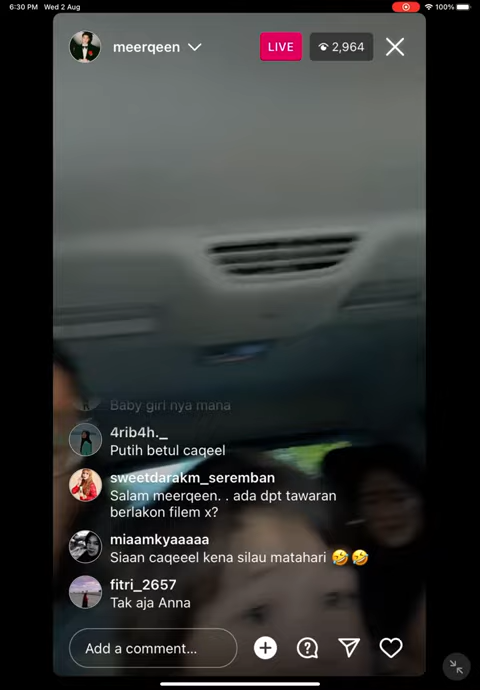 6:30 PM Wed 2 Aug
100%
meerqeen
LIVE
2,964
Baby girl nya mana
4rib4h._
Putih betul caqeel
sweetdarakm_seremban
Salam meerqeen. . ada dpt tawaran
berlakon filem x?
miaamkyaaaaa
Siaan caqeeel kena silau matahari 🤣🤣
fitri_2657
Tak aja Anna
Add a comment...